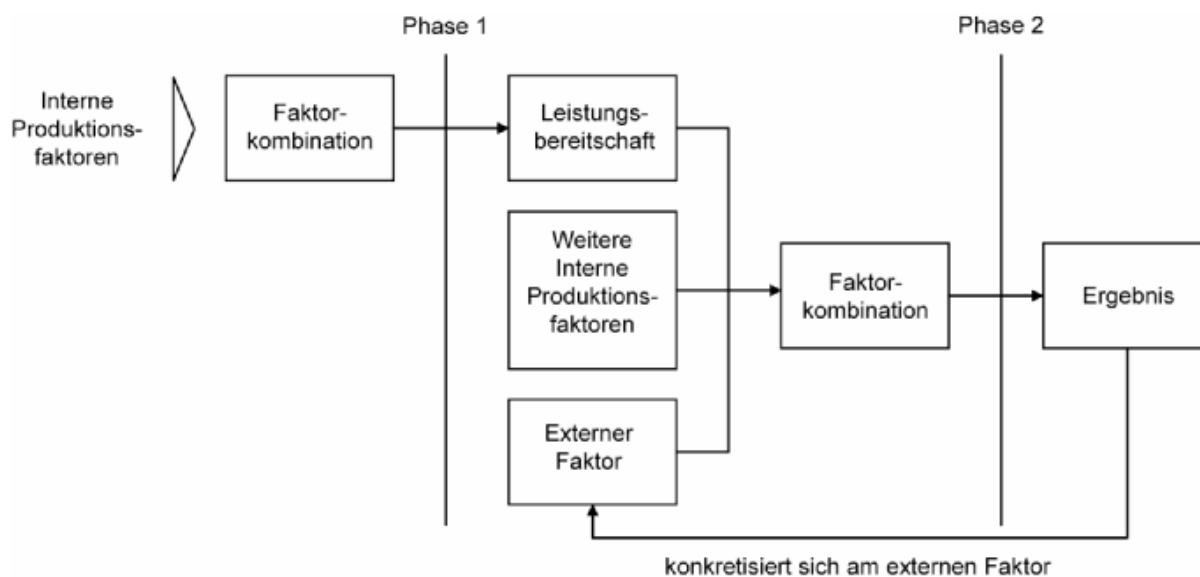 Phase 1
Phase 2
Interne
Produktions-
faktoren
Faktor-
kombination
Leistungs-
bereitschaft
Weitere
Interne
Produktions-
faktoren
Externer
Faktor
Faktor-
kombination
Ergebnis
konkretisiert sich am externen Faktor